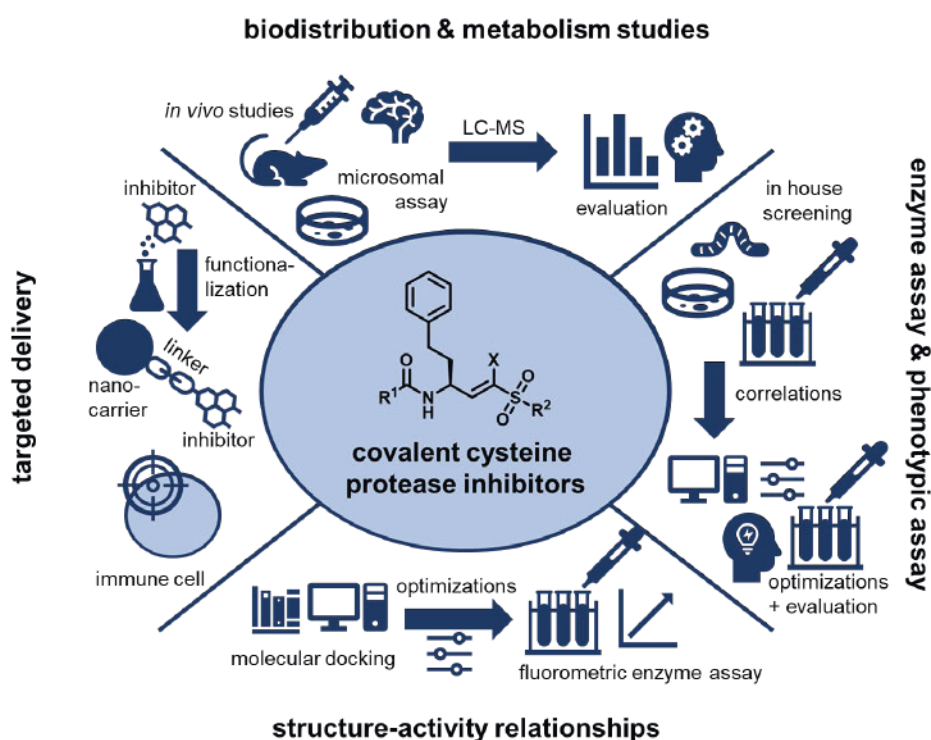 biodistribution & metabolism studies
in vivo studies
LC-MS
microsomal
assay
evaluation
enzyme assay & phenotypic assay
in house
screening
correlations
optimizations
+ evaluation
targeted delivery
inhibitor
functiona-
lization
linker
nano-
carrier
inhibitor
immune cell
O
R¹
N
H
X
O
S
O
R²
covalent cysteine
protease inhibitors
optimizations
molecular docking
fluorometric enzyme assay
structure-activity relationships